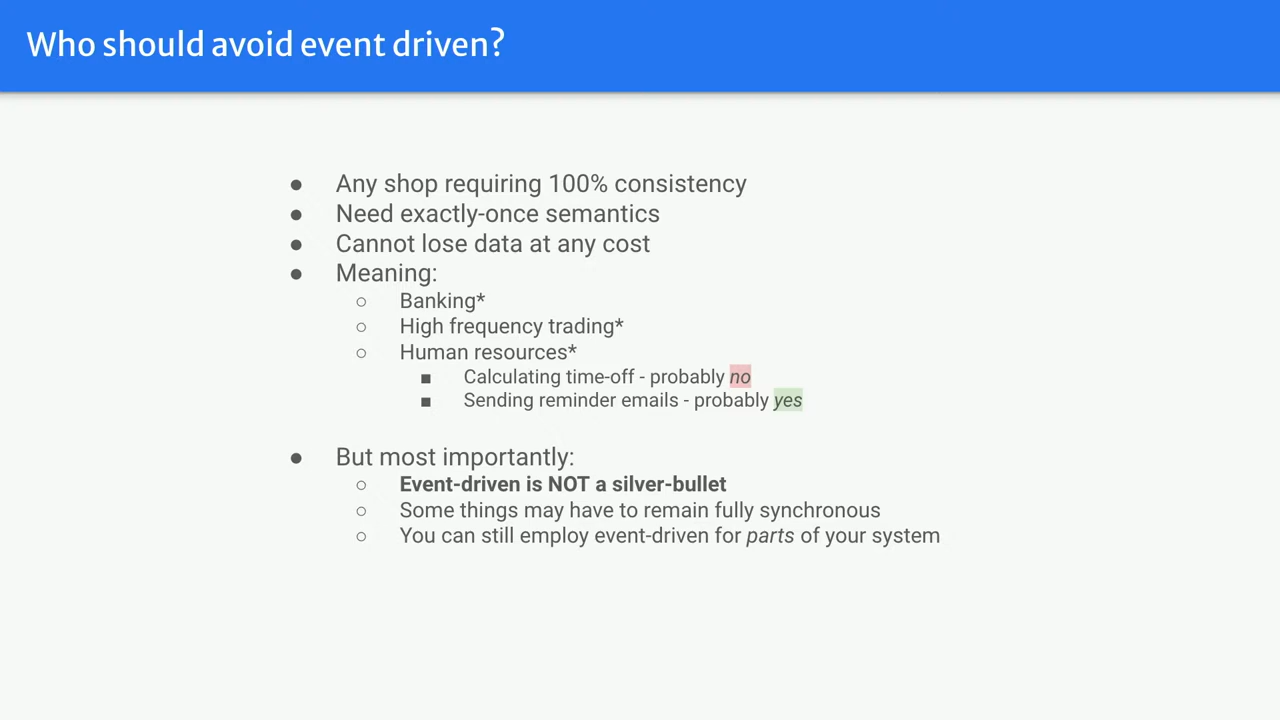 Who should avoid event driven?
● Any shop requiring 100% consistency
● Need exactly-once semantics
● Cannot lose data at any cost
● Meaning:
○ Banking*
○ High frequency trading*
○ Human resources*
■ Calculating time-off - probably no
■ Sending reminder emails - probably yes
● But most importantly:
○ Event-driven is NOT a silver-bullet
○ Some things may have to remain fully synchronous
○ You can still employ event-driven for parts of your system